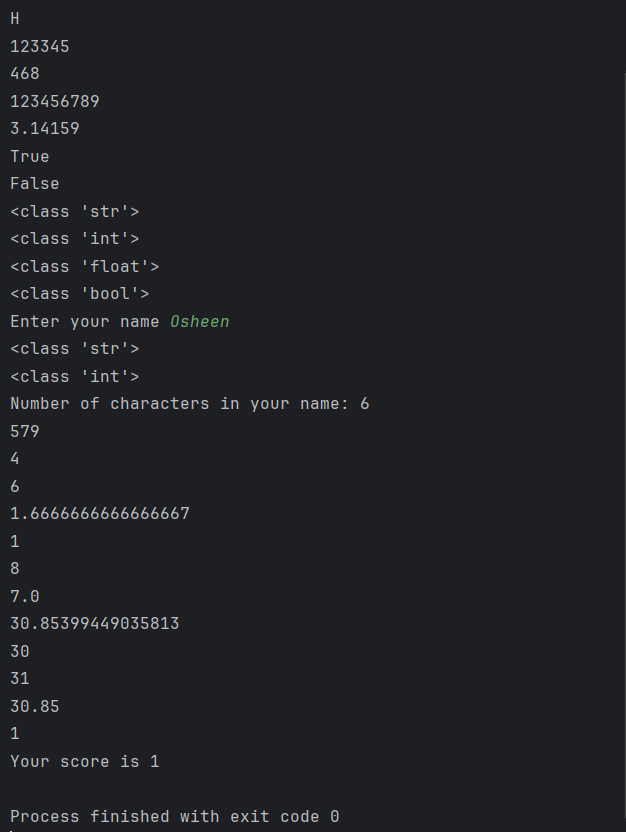 H
123345
468
123456789
3.14159
True
False
<class 'str'>
<class 'int'>
<class 'float'>
<class 'bool'>
Enter your name Osheen
<class 'str'>
<class 'int'>
Number of characters in your name: 6
579
4
6
1.6666666666666667
1
8
7.0
30.85399449035813
30
31
30.85
1
Your score is 1
Process finished with exit code 0